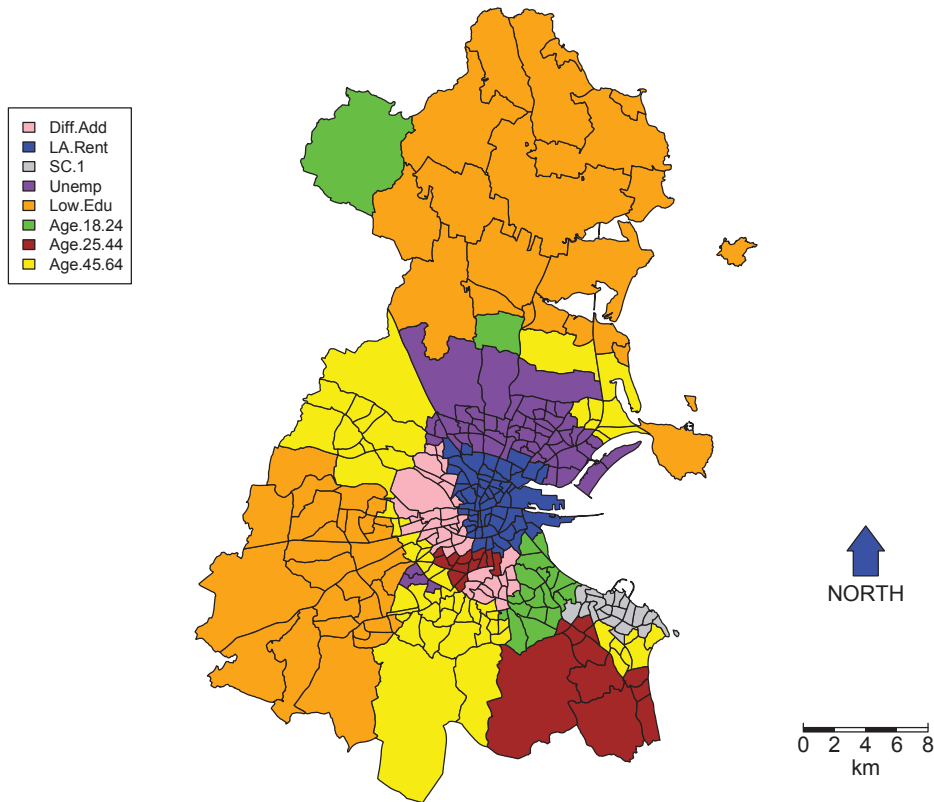 Diff.Add
LA.Rent
SC.1
Unemp
Low.Edu
Age.18.24
Age.25.44
Age.45.64
NORTH
0 2 4 6 8
km